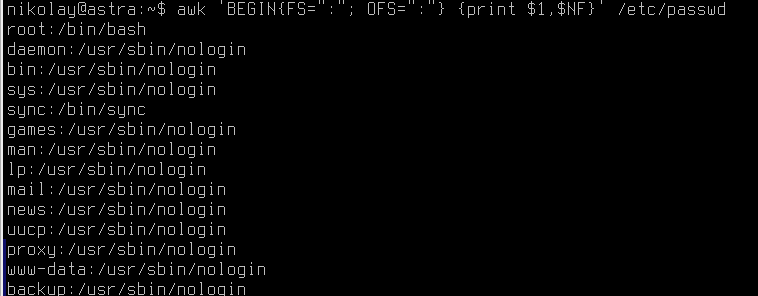 nikolay@astra:~$ awk 'BEGIN{FS=":"; OFS=":"} {print $1,$NF}' /etc/passwd
root:/bin/bash
daemon:/usr/sbin/nologin
bin:/usr/sbin/nologin
sys:/usr/sbin/nologin
sync:/bin/sync
games:/usr/sbin/nologin
man:/usr/sbin/nologin
lp:/usr/sbin/nologin
mail:/usr/sbin/nologin
news:/usr/sbin/nologin
uucp:/usr/sbin/nologin
proxy:/usr/sbin/nologin
www-data:/usr/sbin/nologin
backup:/usr/sbin/nologin